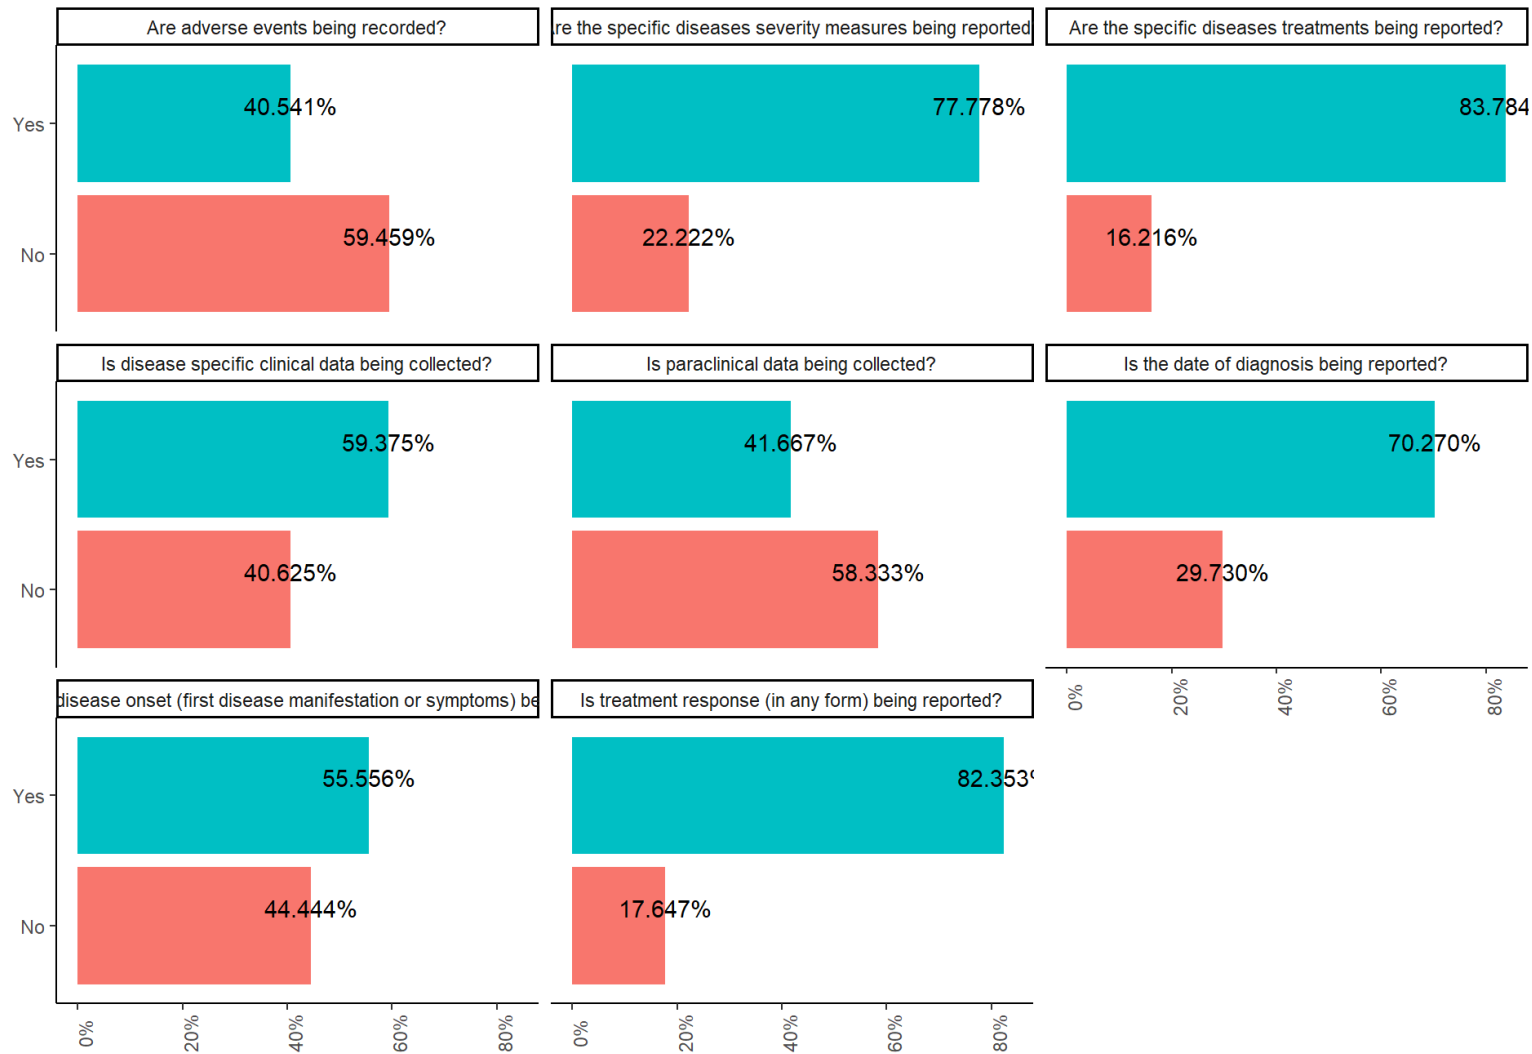 Are adverse events being recorded?
re the specific diseases severity measures being reported
Are the specific diseases treatments being reported?
Yes
40.541%
77.778%
83.784
No
59.459%
22.222%
16.216%
Is disease specific clinical data being collected?
Is paraclinical data being collected?
Is the date of diagnosis being reported?
Yes
59.375%
41.667%
70.270%
No
40.625%
58.333%
29.730%
0%
20%
40%
60%
80%
disease onset (first disease manifestation or symptoms) be
Is treatment response (in any form) being reported?
Yes
55.556%
82.353%
No
44.444%
17.647%
0%
20%
40%
60%
80%
0%
20%
40%
60%
80%